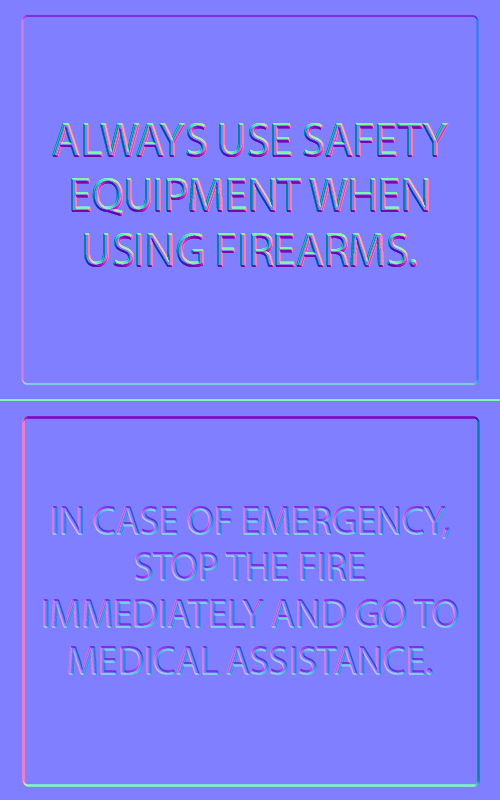 ALWAYS USE SAFETY
EQUIPMENT WHEN
USING FIREARMS.
IN CASE OF EMERGENCY,
STOP THE FIRE
IMMEDIATELY AND GO TO
MEDICAL ASSISTANCE.